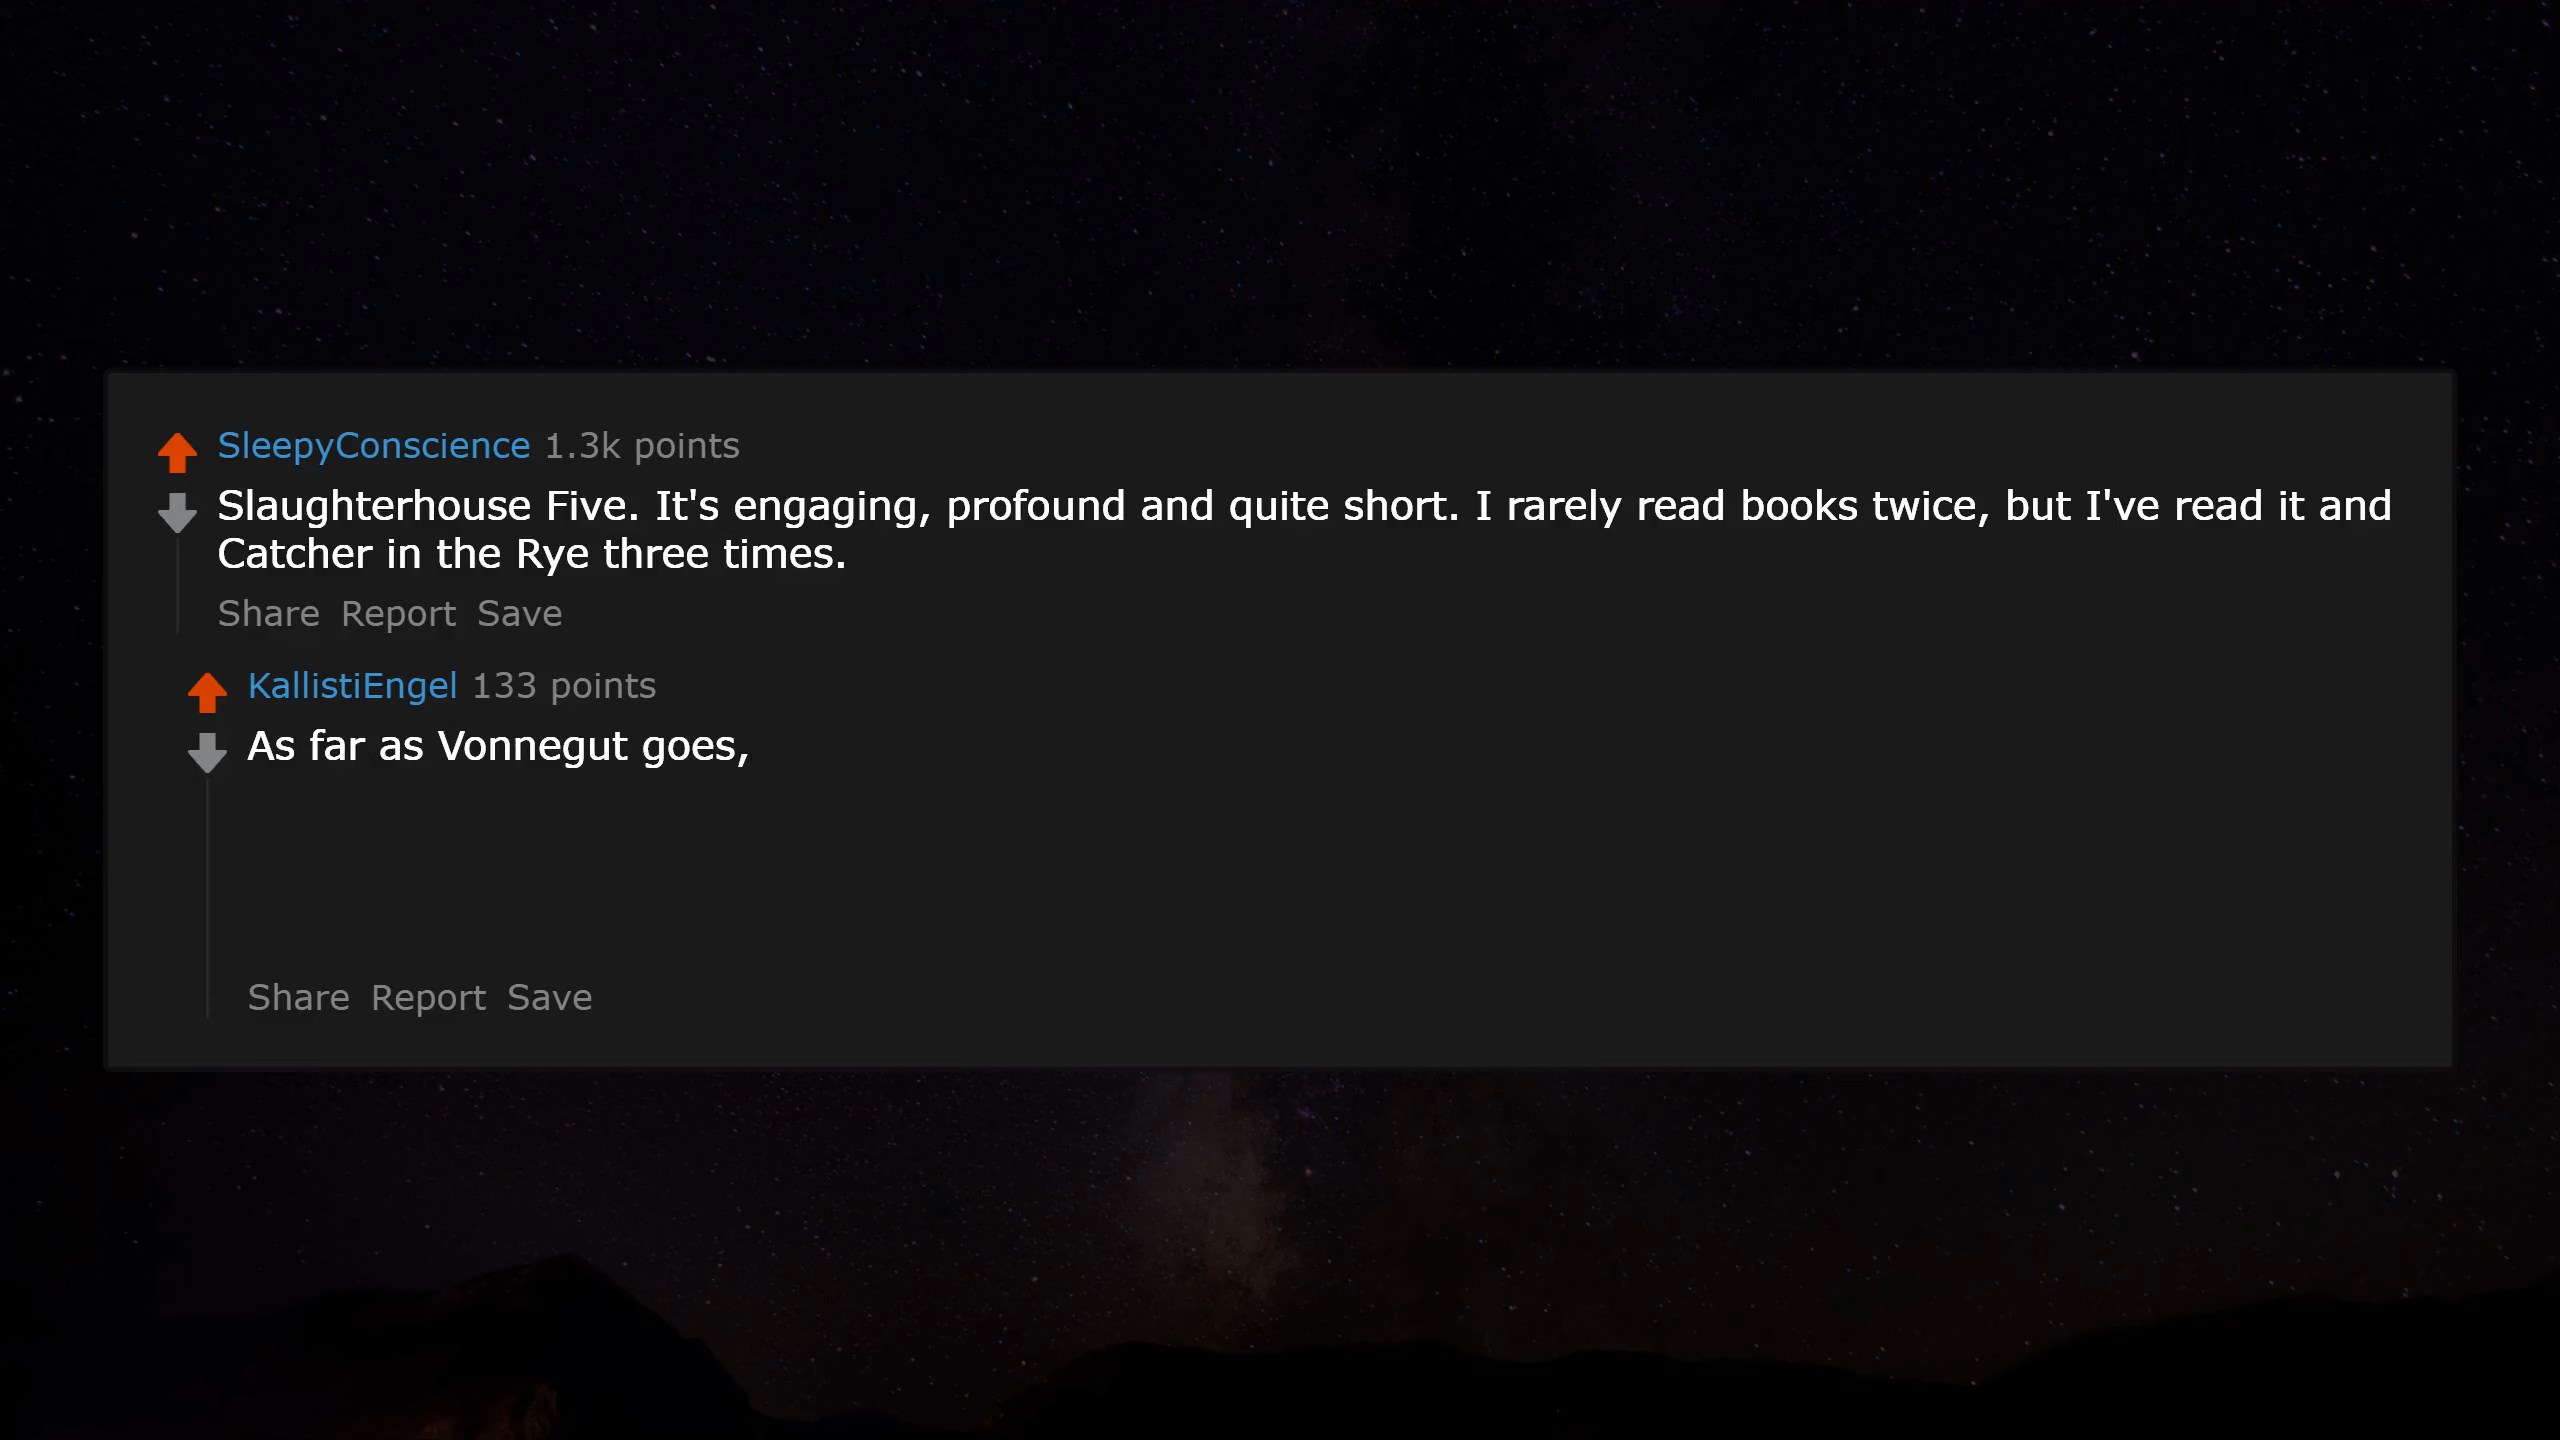 SleepyConscience 1.3k points
Slaughterhouse Five. It's engaging, profound and quite short. I rarely read books twice, but I've read it and
Catcher in the Rye three times.
Share Report Save
KallistiEngel 133 points
As far as Vonnegut goes,
Share Report Save